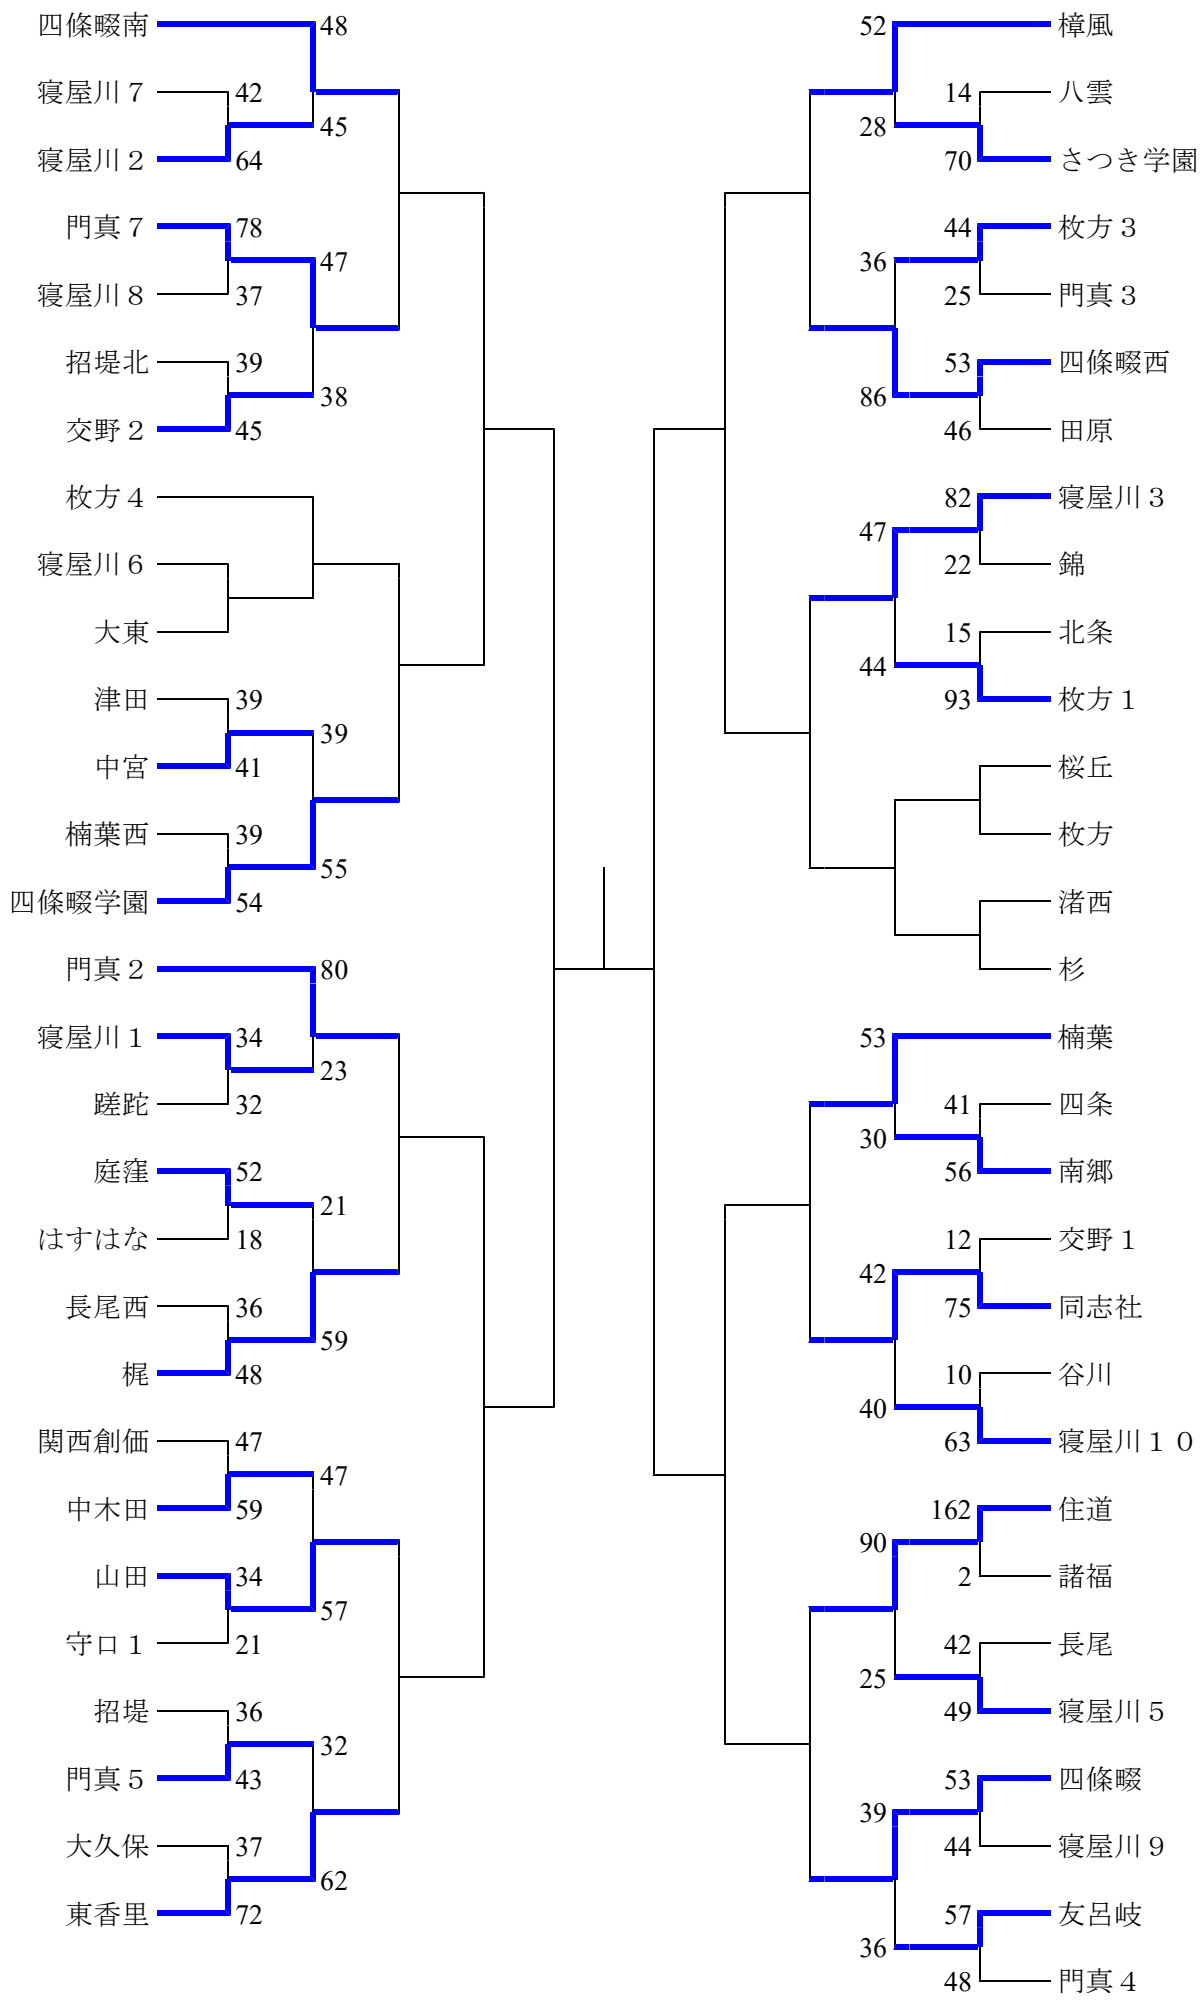 四條畷南
48
寝屋川７
42
45
寝屋川２
64
門真７
78
47
寝屋川８
37
招堤北
39
38
交野２
45
枚方４
寝屋川６
大東
津田
39
39
中宮
41
楠葉西
39
55
四條畷学園
54
門真２
80
寝屋川１
34
23
蹉跎
32
庭窪
52
21
はすはな
18
長尾西
36
59
梶
48
関西創価
47
47
中木田
59
山田
34
57
守口１
21
招堤
36
32
門真５
43
大久保
37
62
東香里
72
52
樟風
14
八雲
28
70
さつき学園
44
枚方３
36
25
門真３
53
四條畷西
86
46
田原
82
寝屋川３
47
22
錦
15
北条
44
93
枚方１
桜丘
枚方
渚西
杉
53
楠葉
41
四条
30
56
南郷
12
交野１
42
75
同志社
10
谷川
40
63
寝屋川１０
162
住道
90
2
諸福
42
長尾
25
49
寝屋川５
53
四條畷
39
44
寝屋川９
57
友呂岐
36
48
門真４